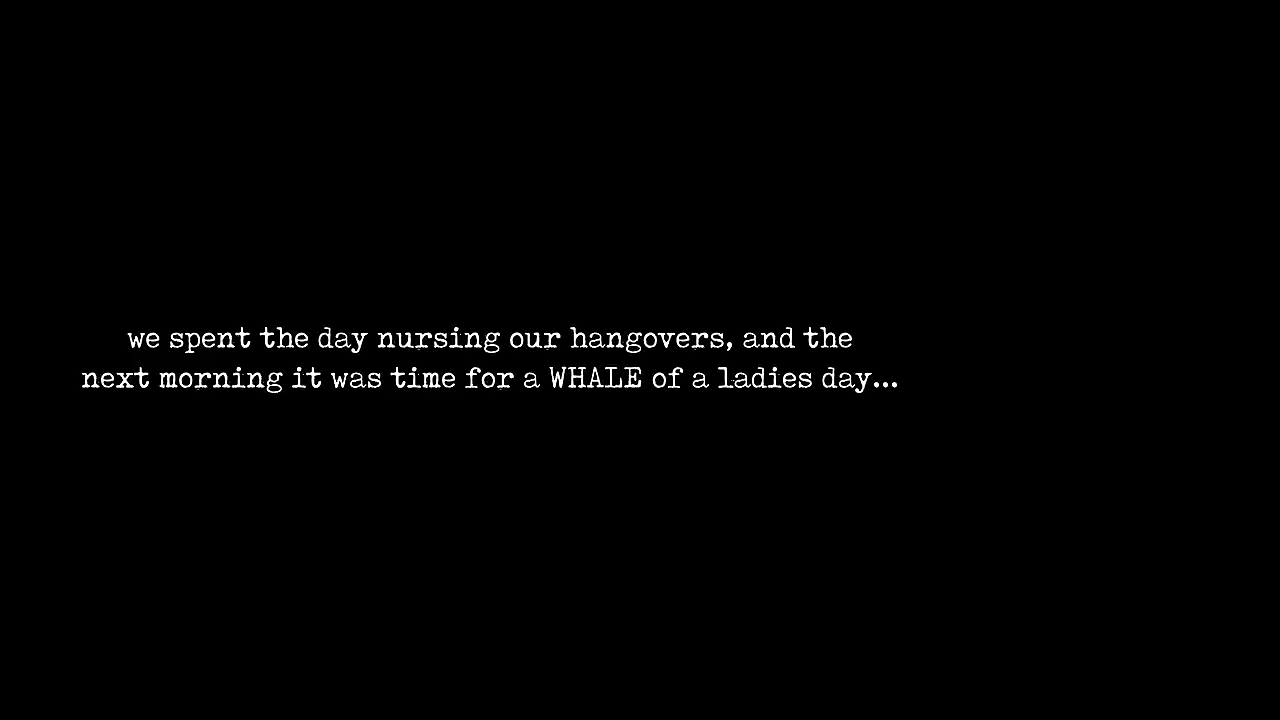 we spent the day nursing our hangovers, and the
next morning it was time for a WHALE of a ladies day...